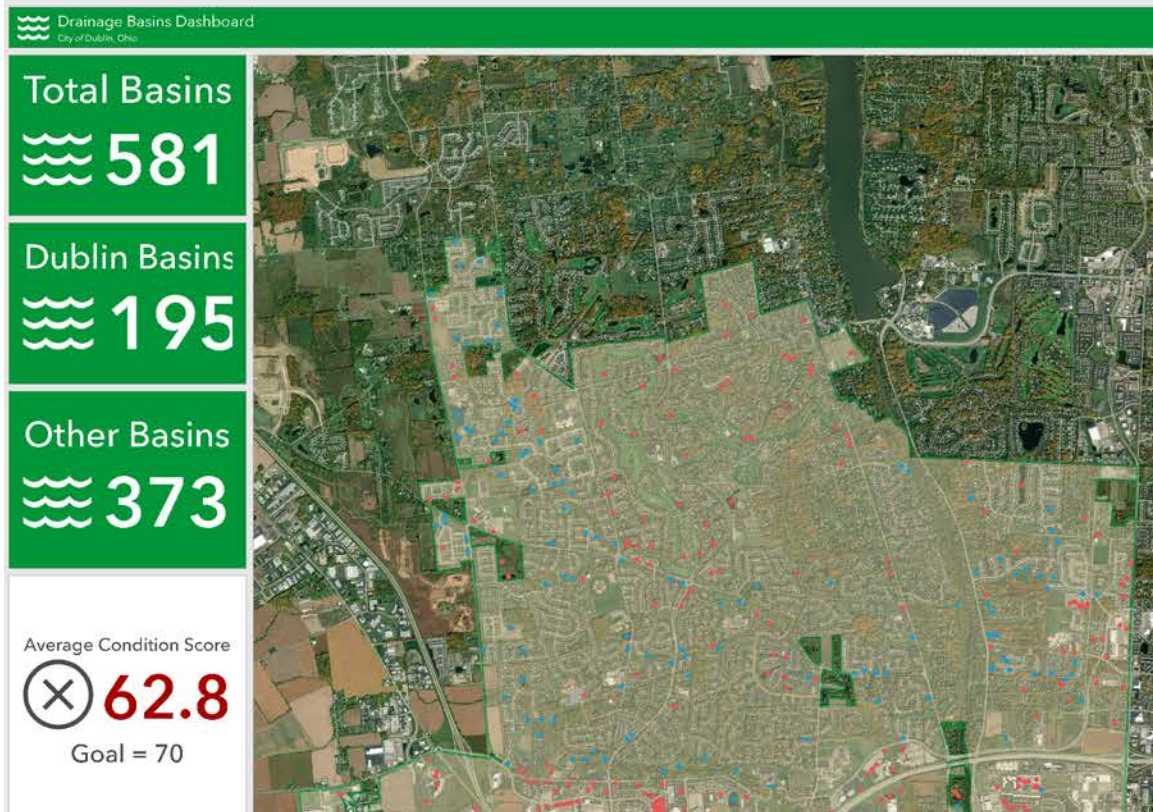 Drainage Basins Dashboard
City of Dublin, Ohio
Total Basins
581
Dublin Basins
195
Other Basins
373
Average Condition Score
62.8
Goal = 70